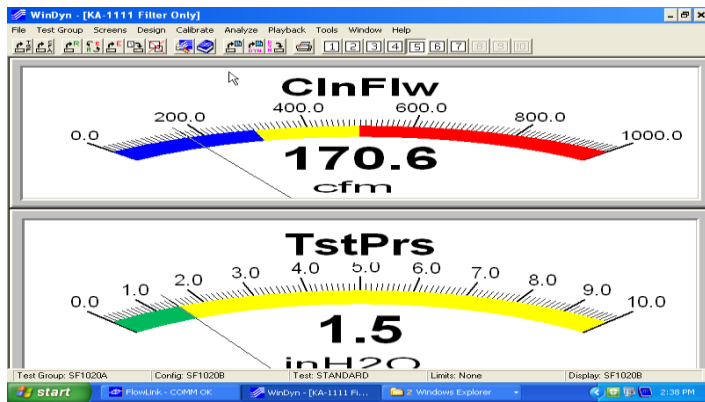 WinDyn - [KA-1111 Filter Only]
File Test Group Screens Design Calibrate Analyze Playback Tools Window Help
1 2 3 4 5 6 7 8 9 10
ClnFlw
0.0 200.0 400.0 600.0 800.0 1000.0
170.6
cfm
TstPrs
0.0 1.0 2.0 3.0 4.0 5.0 6.0 7.0 8.0 9.0 10.0
1.5
inH2O
Test Group: SF1020A Config: SF1020B Test: STANDARD Limits: None Display: SF1020B
start FlowLink - COMM OK WinDyn - [KA-1111 Fi... 2 Windows Explorer 2:38 PM